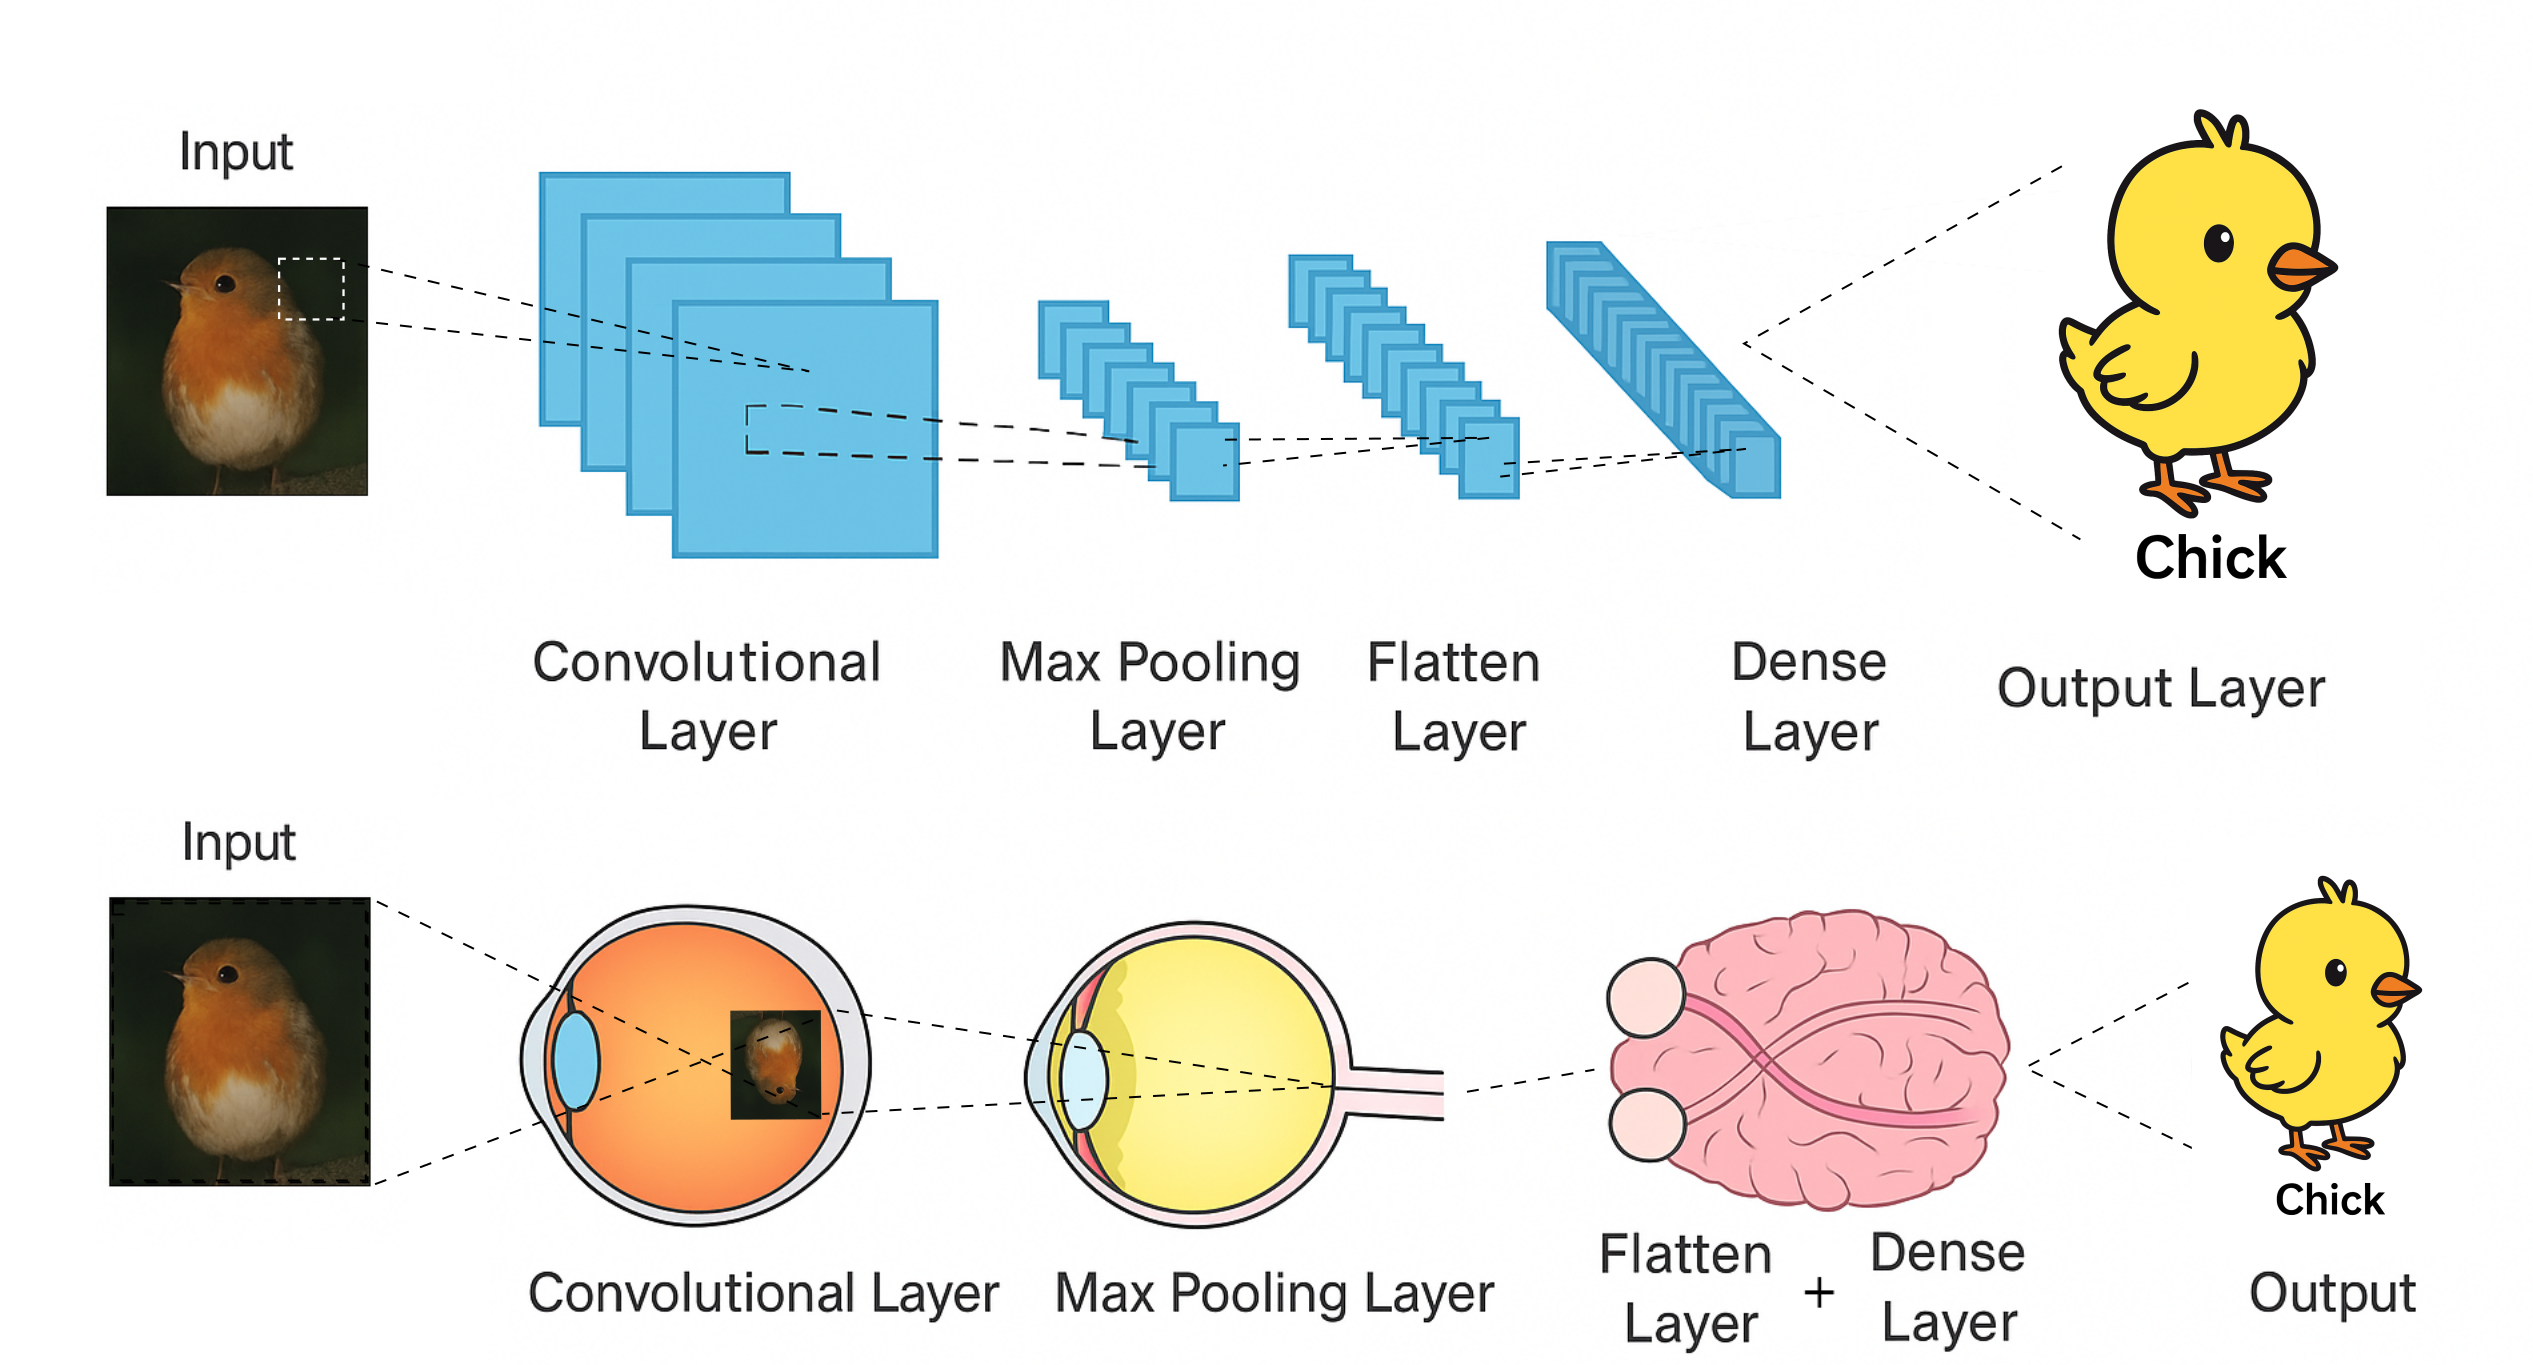 Input
Chick
Convolutional
Layer
Max Pooling
Layer
Flatten
Layer
Dense
Layer
Output Layer
Input
Chick
Convolutional Layer
Max Pooling Layer
Flatten
Layer
+
Dense
Layer
Output